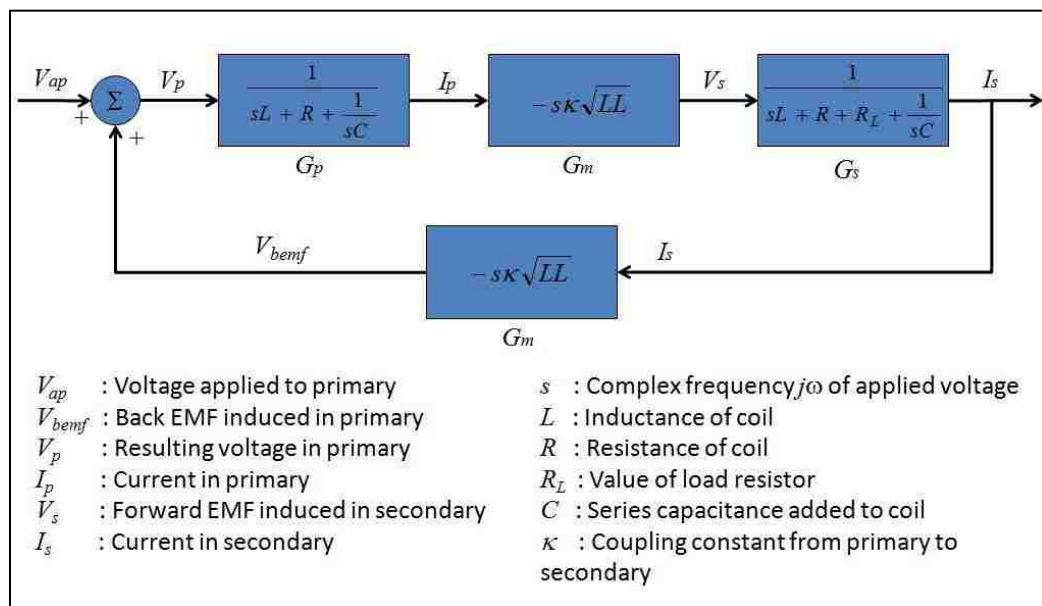 V_ap
+
Σ
+
V_p
1
sL + R + 1/sC
G_p
I_p
-sκ√LL
G_m
V_s
1
sL + R + R_L + 1/sC
G_s
I_s
V_bemf
-sκ√LL
G_m
I_s
V_ap : Voltage applied to primary
V_bemf : Back EMF induced in primary
V_p : Resulting voltage in primary
I_p : Current in primary
V_s : Forward EMF induced in secondary
I_s : Current in secondary
s : Complex frequency jω of applied voltage
L : Inductance of coil
R : Resistance of coil
R_L : Value of load resistor
C : Series capacitance added to coil
κ : Coupling constant from primary to
secondary